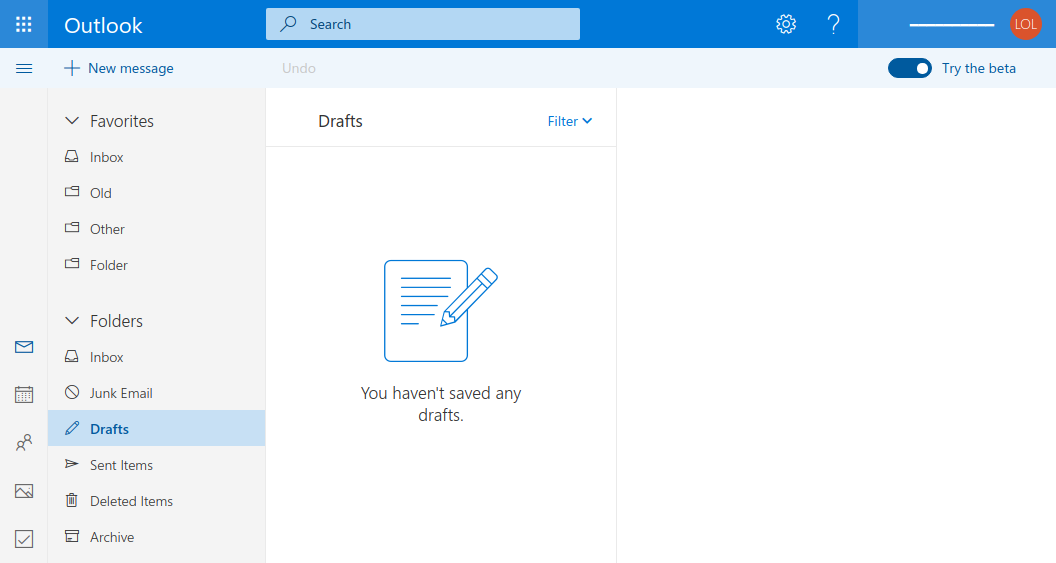 Outlook
Search
LOL
New message
Undo
Try the beta
Favorites
Inbox
Old
Other
Folder
Folders
Inbox
Junk Email
Drafts
Sent Items
Deleted Items
Archive
Drafts
Filter
You haven't saved any
drafts.